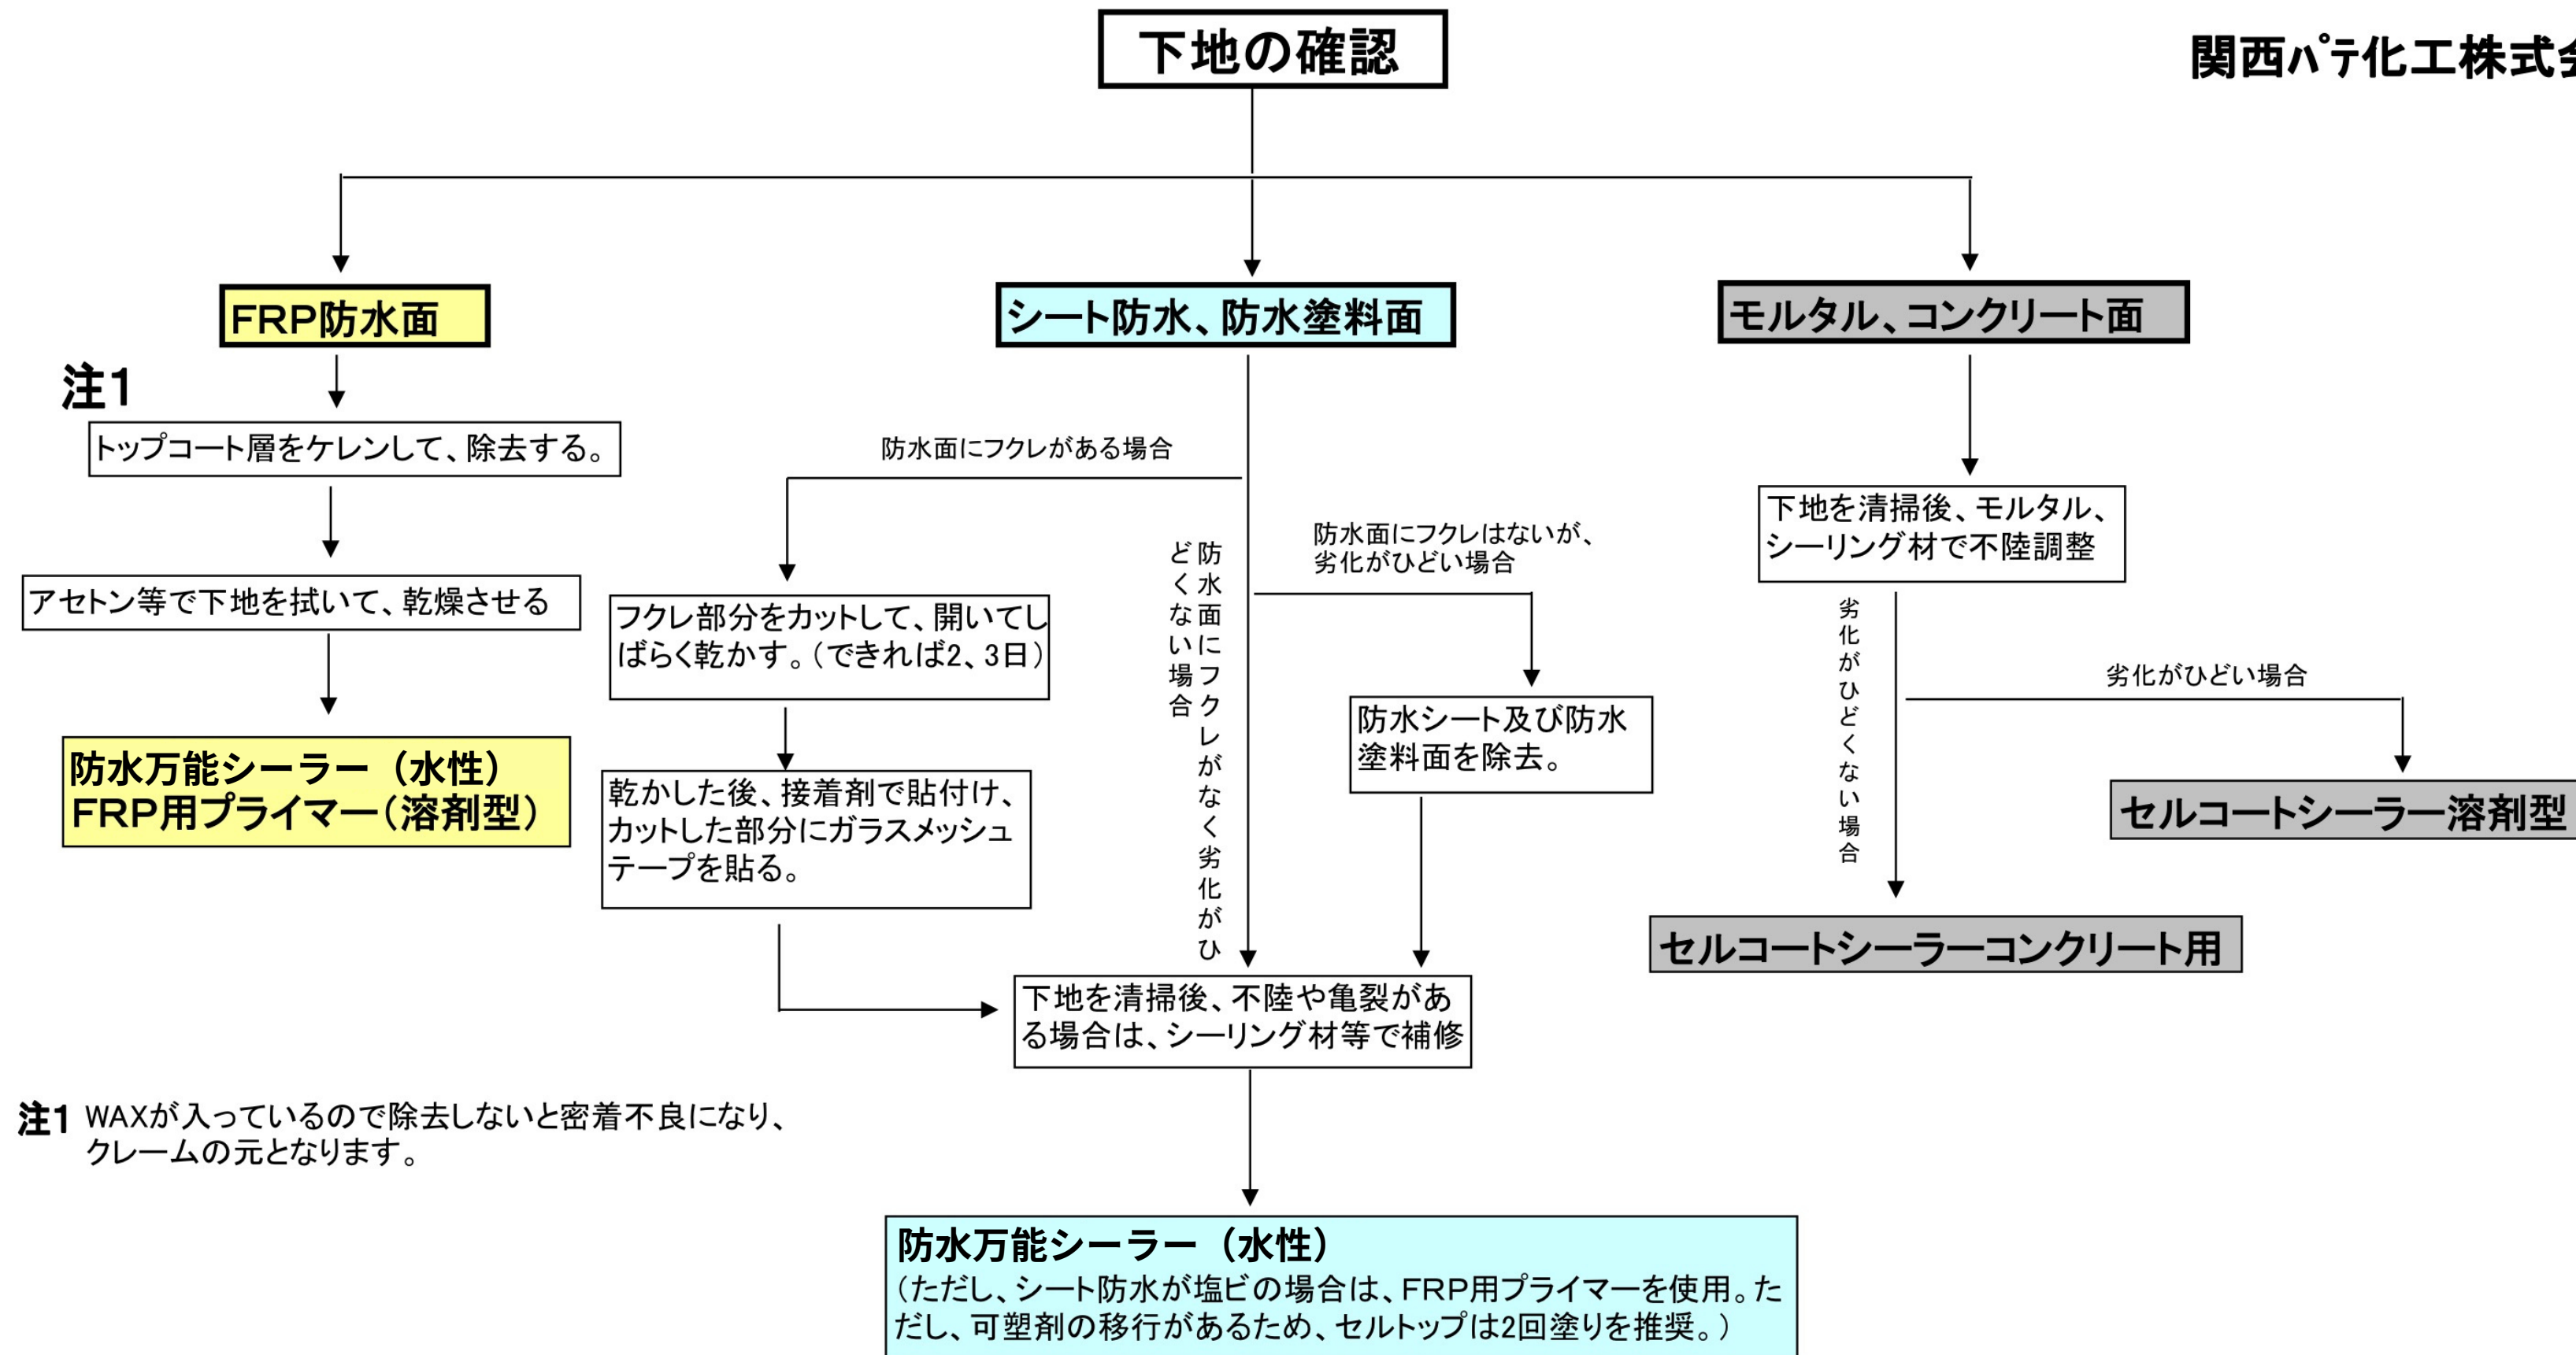 下地の確認
関西パテ化工株式会
FRP防水面
シート防水、防水塗料面
モルタル、コンクリート面
注1
トップコート層をケレンして、除去する。
アセトン等で下地を拭いて、乾燥させる
防水万能シーラー（水性）
FRP用プライマー（溶剤型）
防水面にフクレがある場合
フクレ部分をカットして、開いてし
ばらく乾かす。（できれば2、3日）
乾かした後、接着剤で貼付け、
カットした部分にガラスメッシュ
テープを貼る。
防水面にフクレがなく劣化がひ
どくない場合
防水面にフクレはないが、
劣化がひどい場合
防水シート及び防水
塗料面を除去。
下地を清掃後、不陸や亀裂があ
る場合は、シーリング材等で補修
防水万能シーラー（水性）
（ただし、シート防水が塩ビの場合は、FRP用プライマーを使用。た
だし、可塑剤の移行があるため、セルトップは2回塗りを推奨。）
下地を清掃後、モルタル、
シーリング材で不陸調整
劣化がひどくない場合
劣化がひどい場合
セルコートシーラー溶剤型
セルコートシーラーコンクリート用
注1 WAXが入っているので除去しないと密着不良になり、
クレームの元となります。